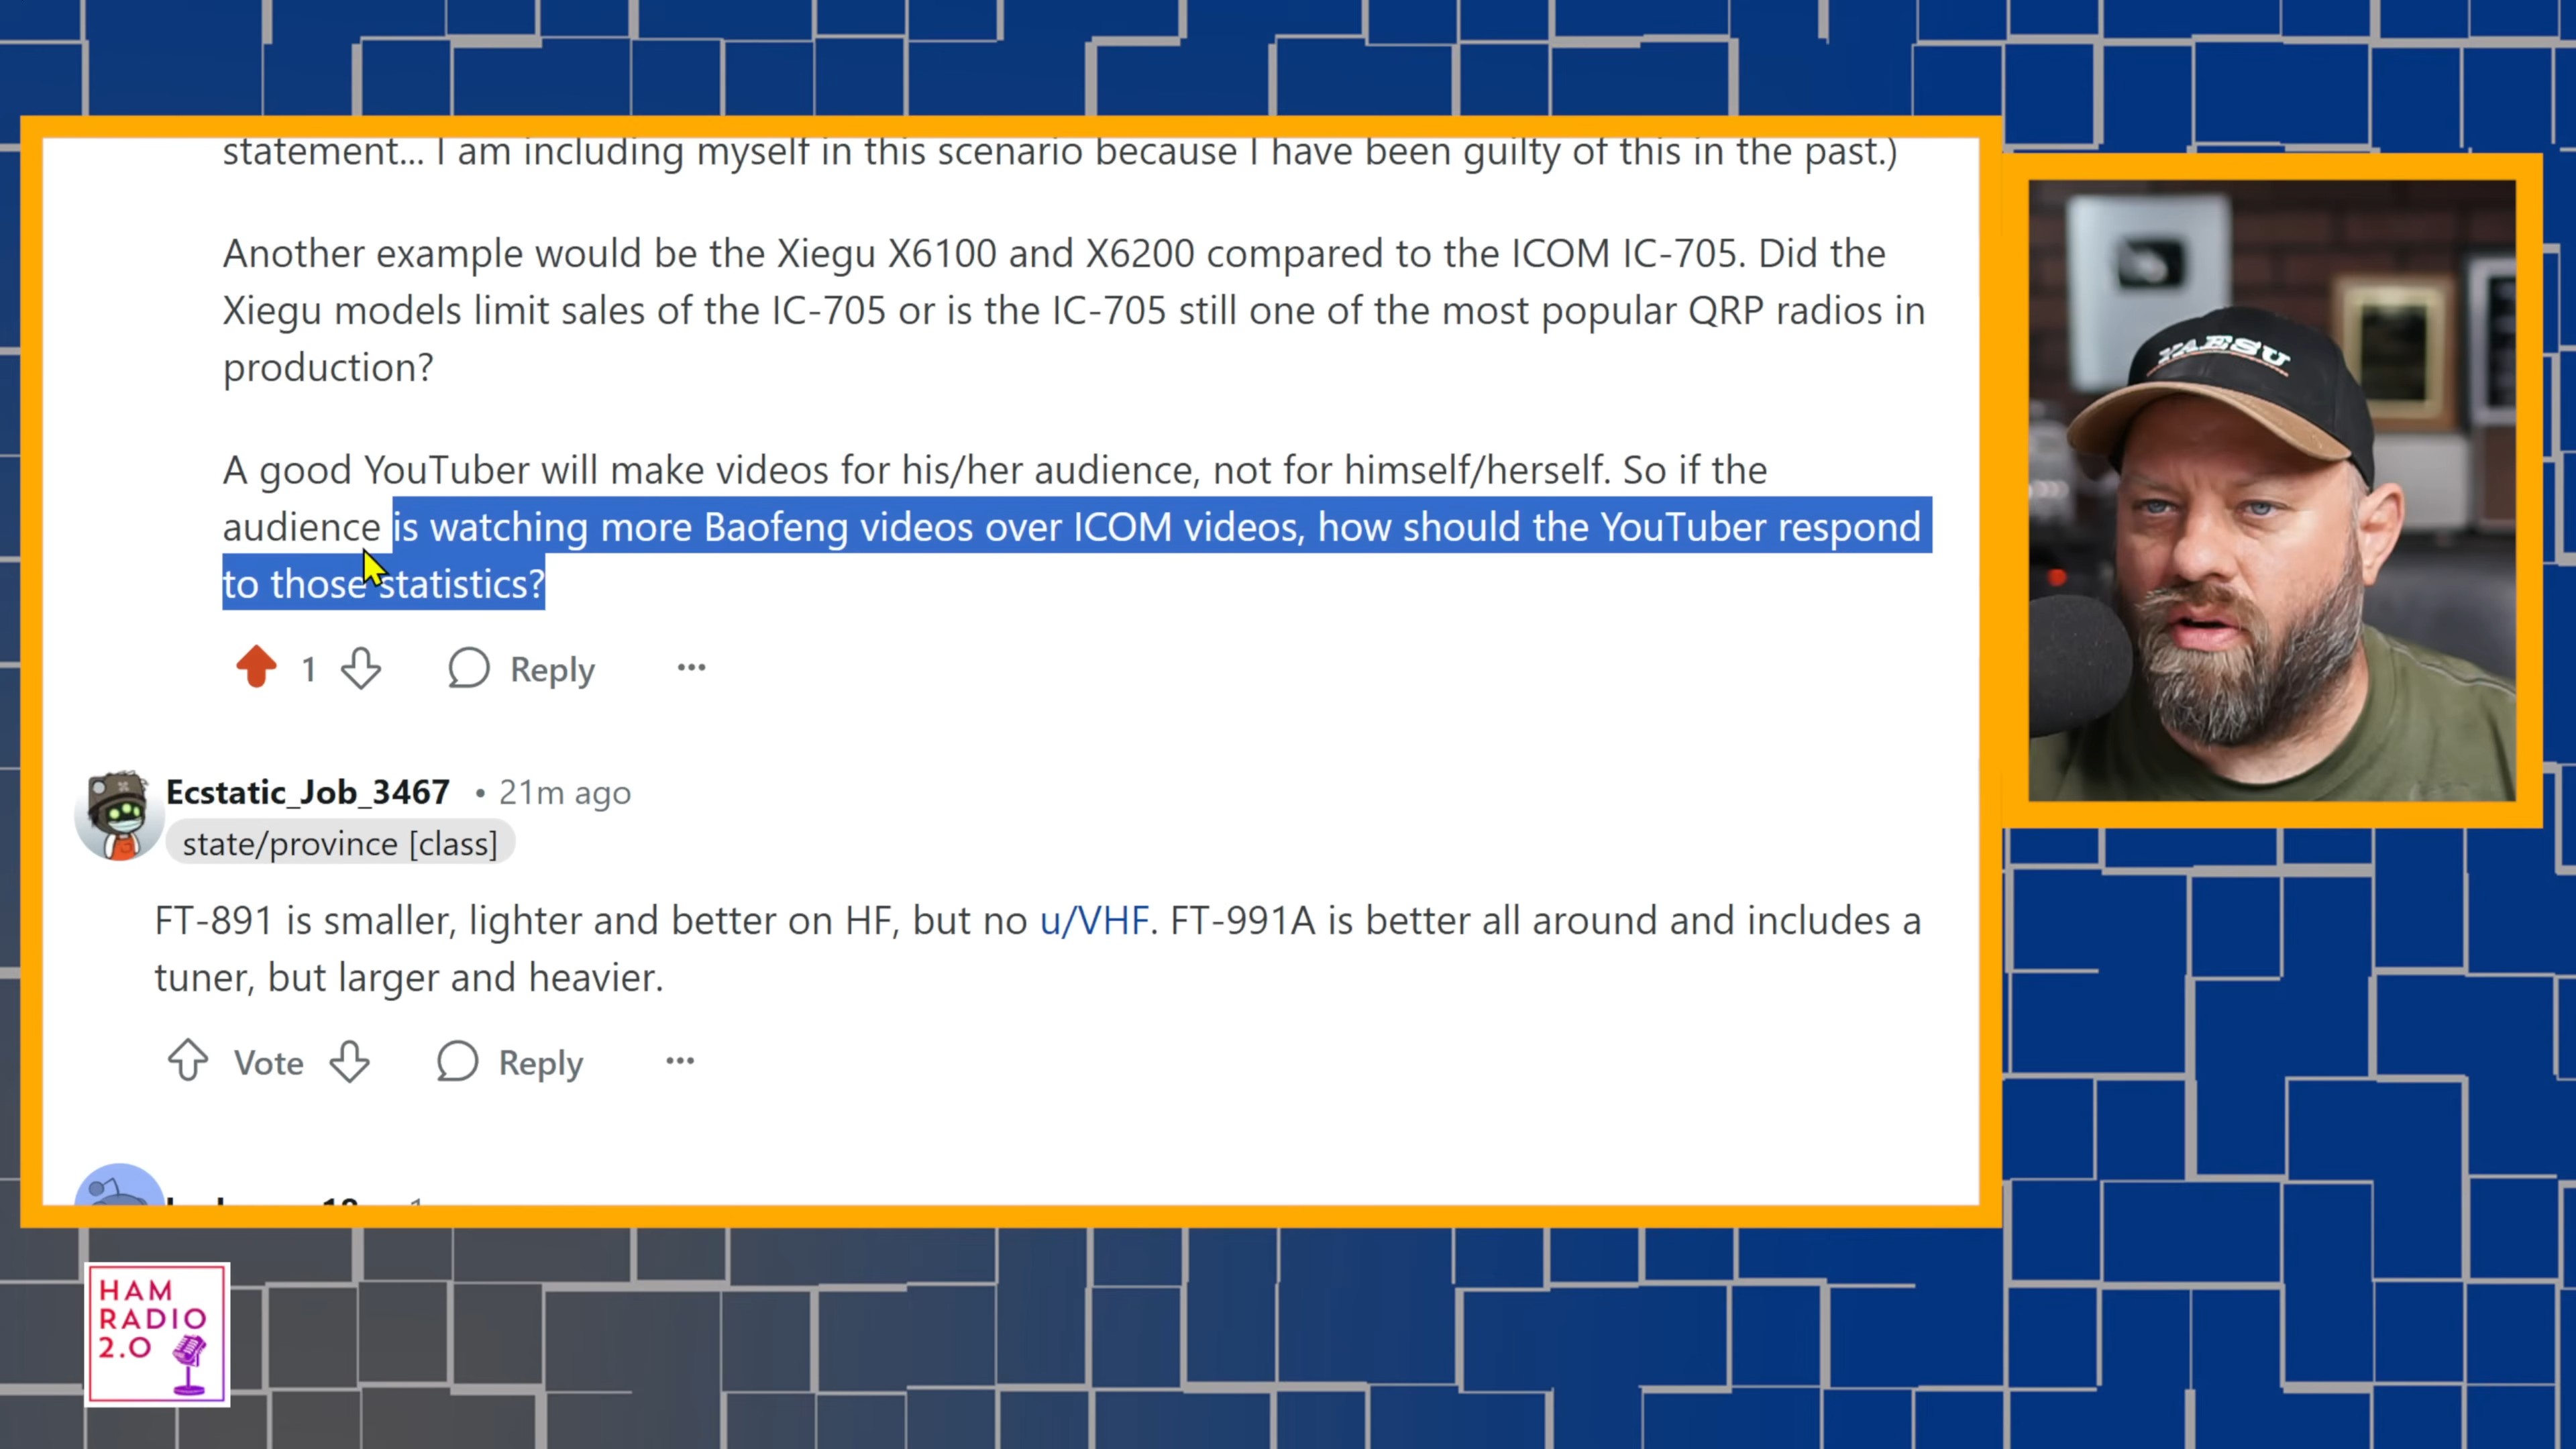 statement... I am including myself in this scenario because I have been guilty of this in the past.)
Another example would be the Xiegu X6100 and X6200 compared to the ICOM IC-705. Did the
Xiegu models limit sales of the IC-705 or is the IC-705 still one of the most popular QRP radios in
production?
A good YouTuber will make videos for his/her audience, not for himself/herself. So if the
audience is watching more Baofeng videos over ICOM videos, how should the YouTuber respond
to those statistics?
1 Reply ...
Ecstatic_Job_3467 • 21m ago
state/province [class]
FT-891 is smaller, lighter and better on HF, but no u/VHF. FT-991A is better all around and includes a
tuner, but larger and heavier.
Vote Reply ...
YAESU
HAM
RADIO
2.0